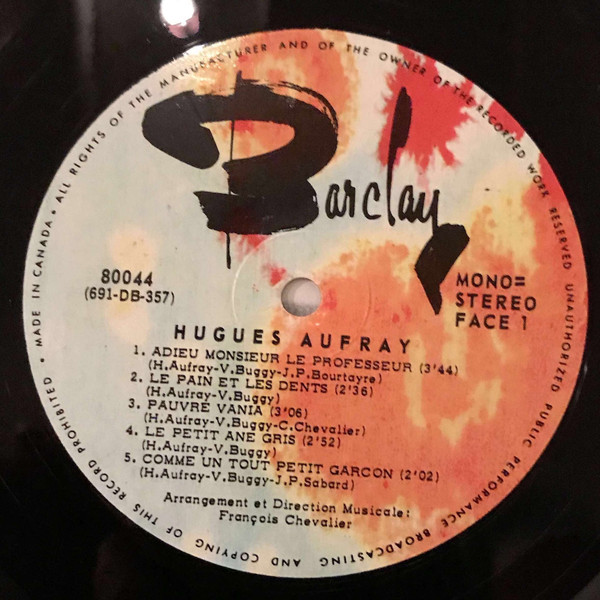 • MADE IN CANADA • ALL RIGHTS OF THE MANUFACTURER AND OF THE OWNER OF THE RECORDED WORK RESERVED UNAUTHORIZED PUBLIC PERFORMANCE BROADCASTING AND COPYING OF THIS RECORD PROHIBITED
Barclay
80044
(691-DB-357)
MONO=
STEREO
FACE 1
HUGUES AUFRAY
1. ADIEU MONSIEUR LE PROFESSEUR (3'44)
(H.Aufray-V.Buggy-J.P.Bourtayre)
2. LE PAIN ET LES DENTS (2'36)
(H.Aufray-V.Buggy)
3. PAUVRE VANIA (3'06)
(H.Aufray-V.Buggy-C.Chevalier)
4. LE PETIT ANE GRIS (2'52)
(H.Aufray-V.Buggy)
5. COMME UN TOUT PETIT GARCON (2'02)
(H.Aufray-V.Buggy-J.P.Sabard)
Arrangement et Direction Musicale:
François Chevalier